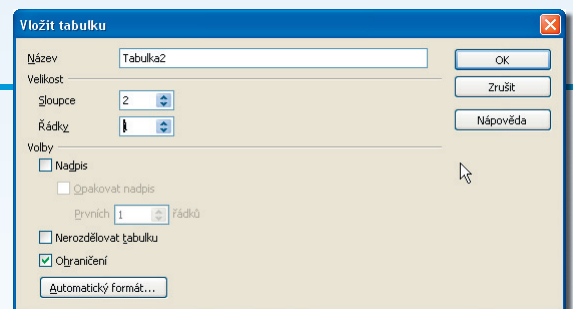 Vložit tabulku
Název Tabulka2
OK
Velikost
Zrušit
Sloupce 2
Řádky
Nápověda
Volby
Nadpis
Opakovat nadpis
Prvních 1 řádků
Nerozdělovat tabulku
Ohraničení
Automatický formát...